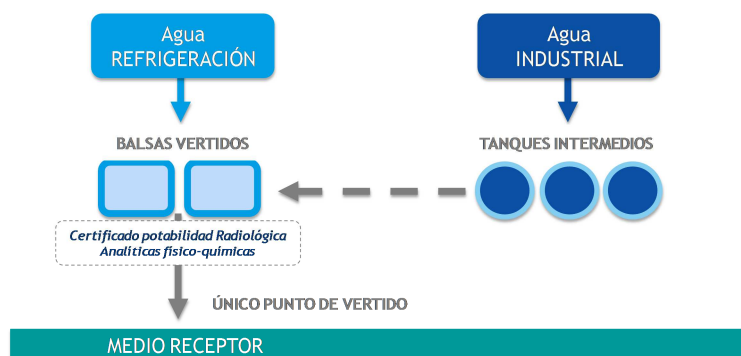 Agua
REFRIGERACIÓN
Agua
INDUSTRIAL
BALSAS VERTIDOS
TANQUES INTERMEDIOS
Certificado potabilidad Radiológica
Analíticas físico-químicas
ÚNICO PUNTO DE VERTIDO
MEDIO RECEPTOR